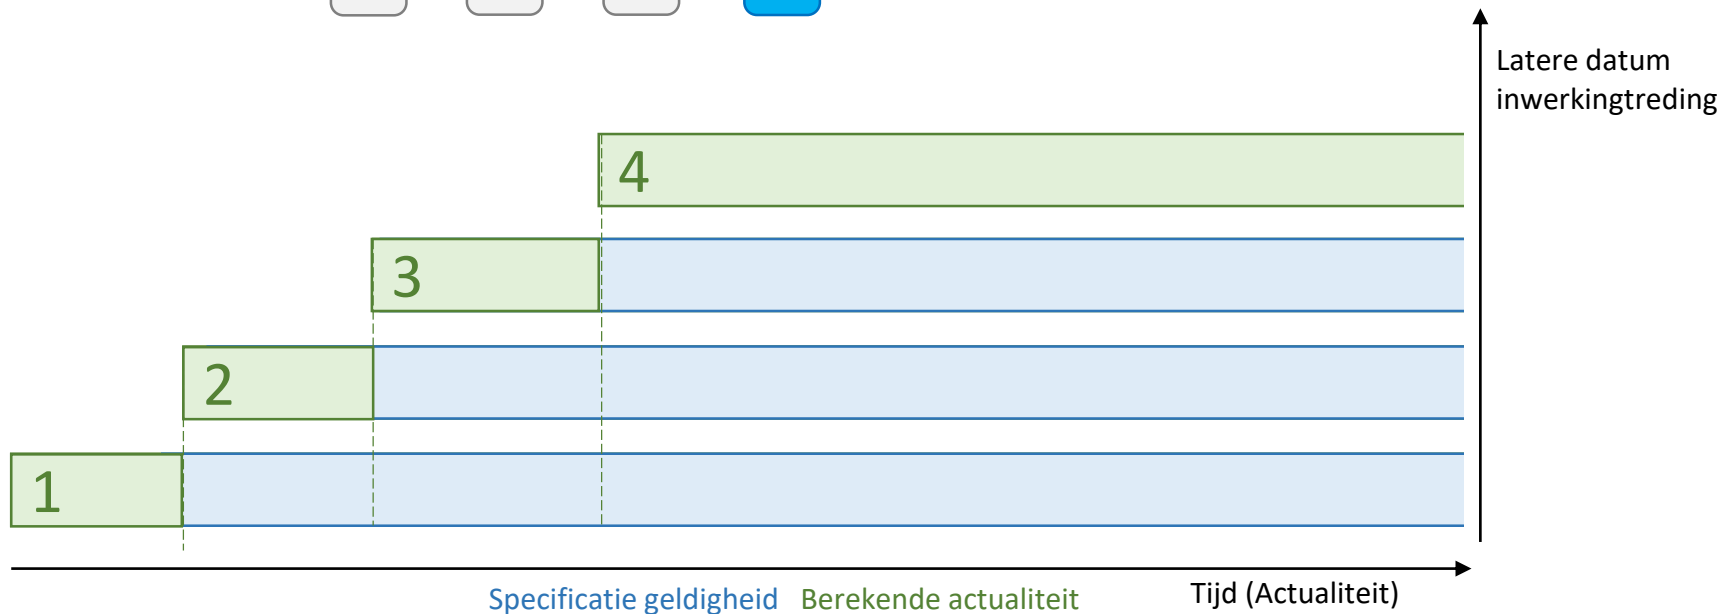 Latere datum
inwerkingtreding
4
3
2
1
Specificatie geldigheid Berekende actualiteit Tijd (Actualiteit)